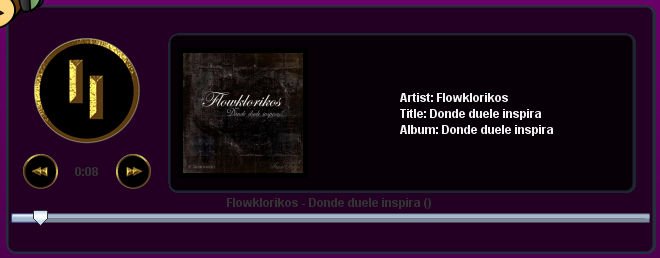 Flowklorikos
Donde duele inspira
Artist: Flowklorikos
Title: Donde duele inspira
Album: Donde duele inspira
0:08
Flowklorikos - Donde duele inspira ()